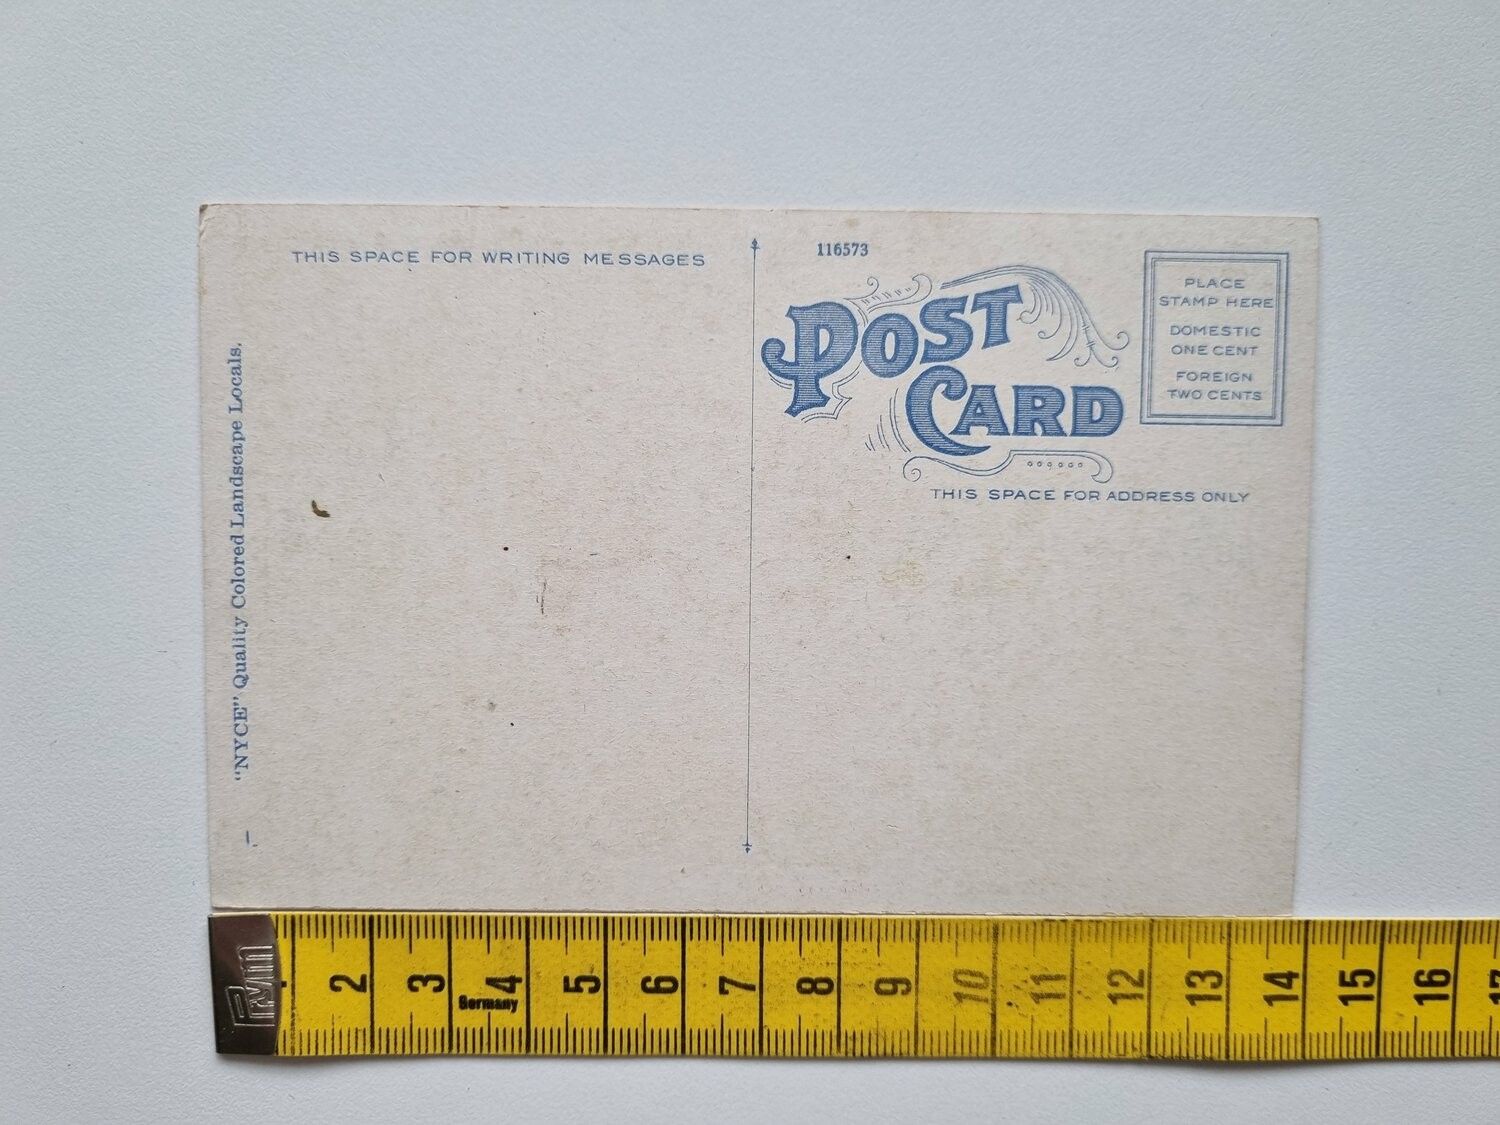 THIS SPACE FOR WRITING MESSAGES
116573
POST
CARD
PLACE
STAMP HERE
DOMESTIC
ONE CENT
FOREIGN
TWO CENTS
THIS SPACE FOR ADDRESS ONLY
"NYCE" Quality Colored Landscape Locals.
Prym
Germany
2 3 4 5 6 7 8 9 10 11 12 13 14 15 16 17